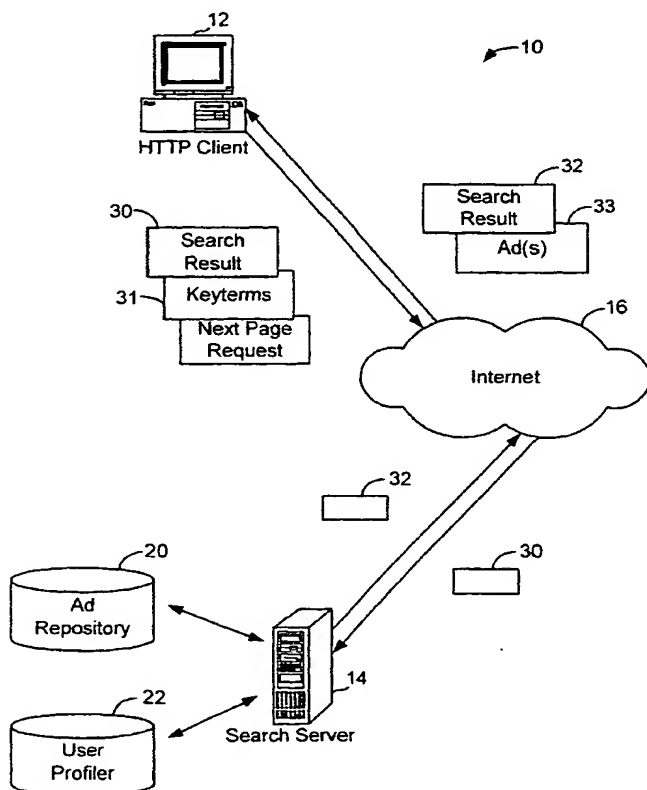 12
10
HTTP Client
32
Search
Result
33
Ad(s)
30
Search
Result
31
Keyterms
Next Page
Request
16
Internet
32
30
20
Ad
Repository
14
22
User
Profiler
Search Server